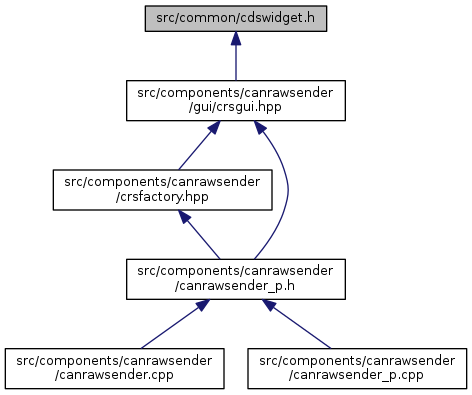 src/common/cdswidget.h
src/components/canrawsender
/gui/crsgui.hpp
src/components/canrawsender
/crsfactory.hpp
src/components/canrawsender
/canrawsender_p.h
src/components/canrawsender
/canrawsender.cpp
src/components/canrawsender
/canrawsender_p.cpp